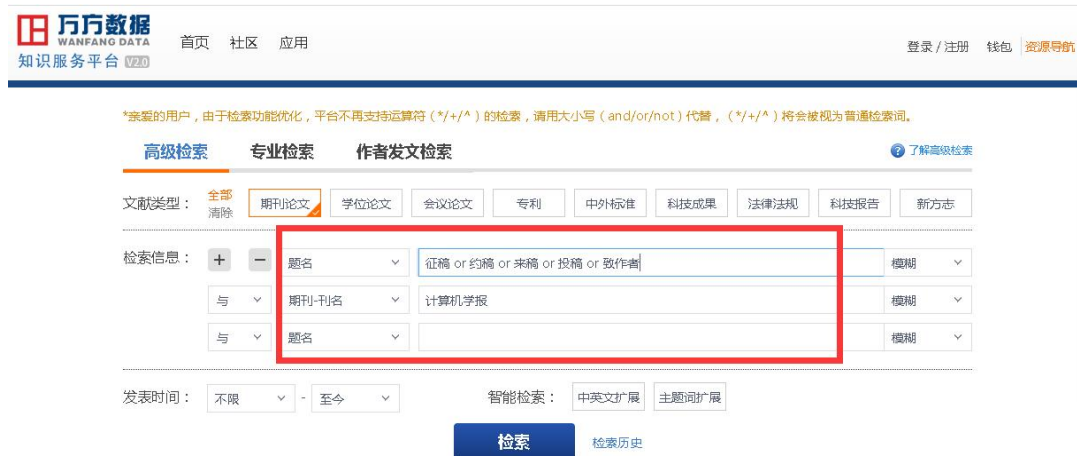 万方数据
WANFANG DATA
知识服务平台 V2.0
首页 社区 应用
登录 / 注册 钱包 资源导航
*亲爱的用户，由于检索功能优化，平台不再支持运算符（*/+/^）的检索，请用大小写（and/or/not）代替，（*/+/^）将会被视为普通检索词。
高级检索 专业检索 作者发文检索
? 了解高级检索
文献类型： 全部 清除 期刊论文 学位论文 会议论文 专利 中外标准 科技成果 法律法规 科技报告 新方志
检索信息： + − 题名 征稿 or 约稿 or 来稿 or 投稿 or 致作者 模糊
与 期刊-刊名 计算机学报 模糊
与 题名 模糊
发表时间： 不限 - 至今 智能检索： 中英文扩展 主题词扩展
检索 检索历史